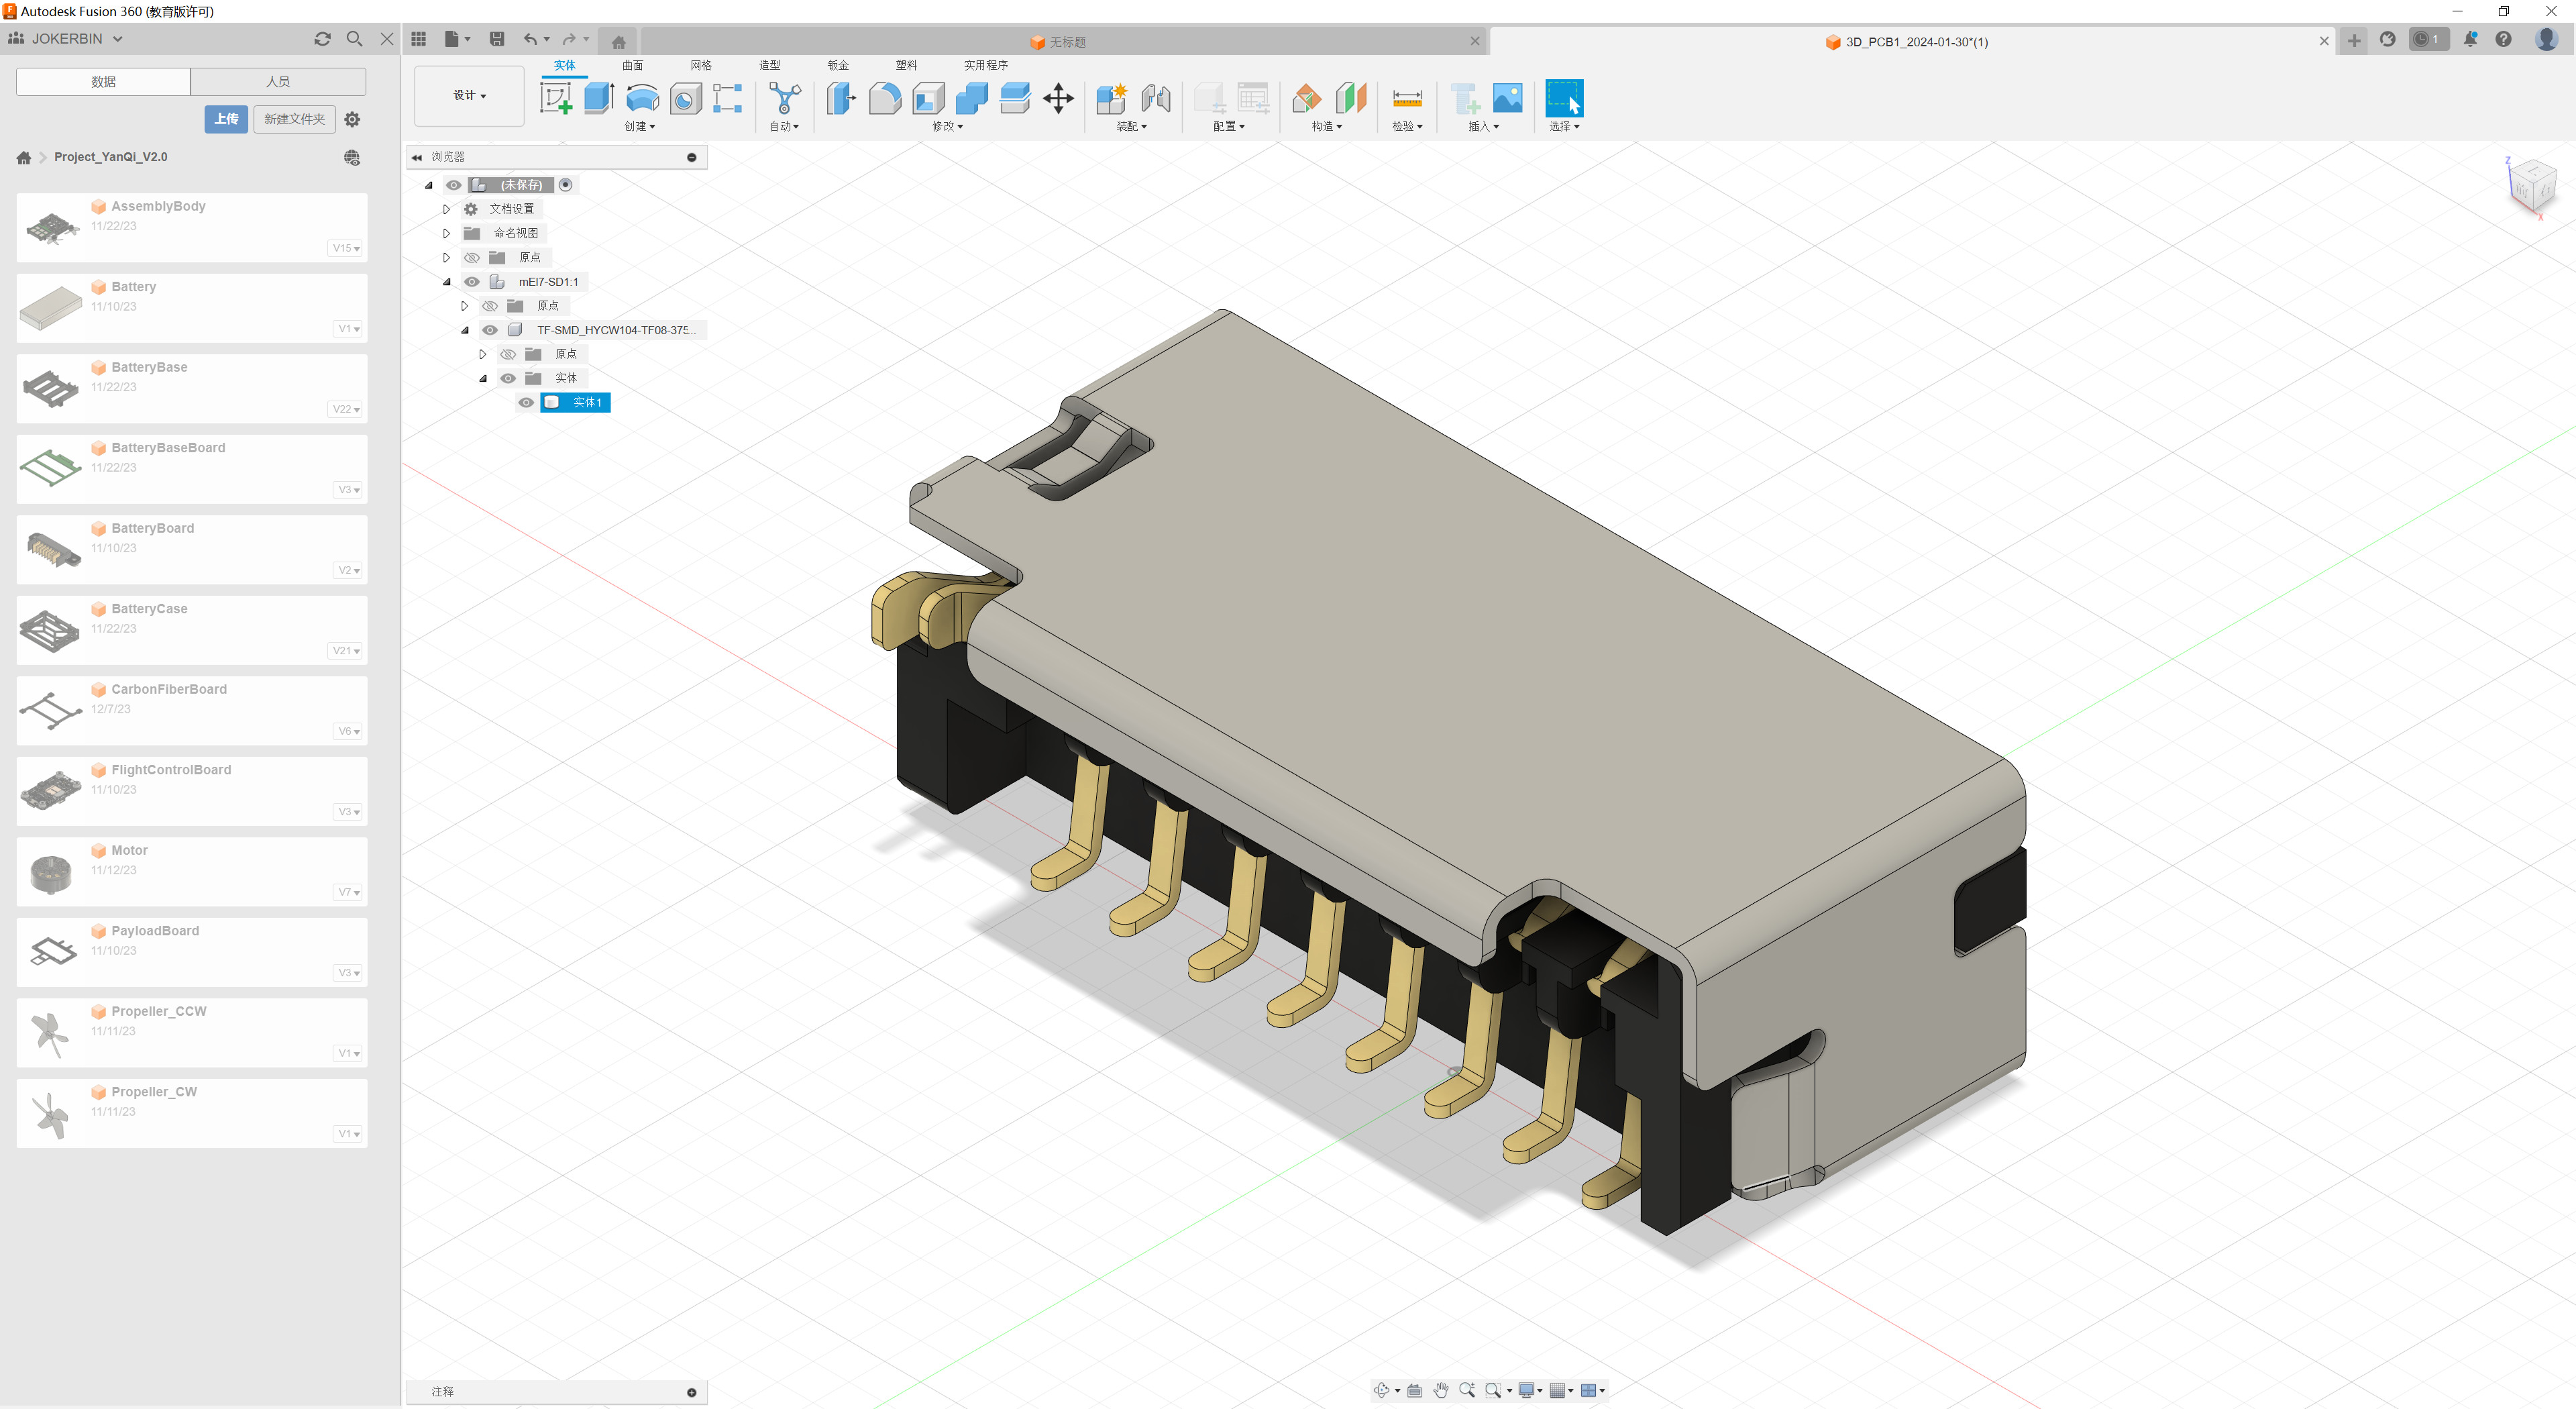 Autodesk Fusion 360 (教育版许可)
JOKERBIN
无标题
3D_PCB1_2024-01-30*(1)
1
数据
人员
上传
新建文件夹
Project_YanQi_V2.0
AssemblyBody
11/22/23
V15
Battery
11/10/23
V1
BatteryBase
11/22/23
V22
BatteryBaseBoard
11/22/23
V3
BatteryBoard
11/10/23
V2
BatteryCase
11/22/23
V21
CarbonFiberBoard
12/7/23
V6
FlightControlBoard
11/10/23
V3
Motor
11/12/23
V7
PayloadBoard
11/10/23
V3
Propeller_CCW
11/11/23
V1
Propeller_CW
11/11/23
V1
设计
实体
曲面
网格
造型
钣金
塑料
实用程序
创建
自动
修改
装配
配置
构造
检验
插入
选择
浏览器
(未保存)
文档设置
命名视图
原点
mEI7-SD1:1
原点
TF-SMD_HYCW104-TF08-375...
原点
实体
实体1
Z
X
注释